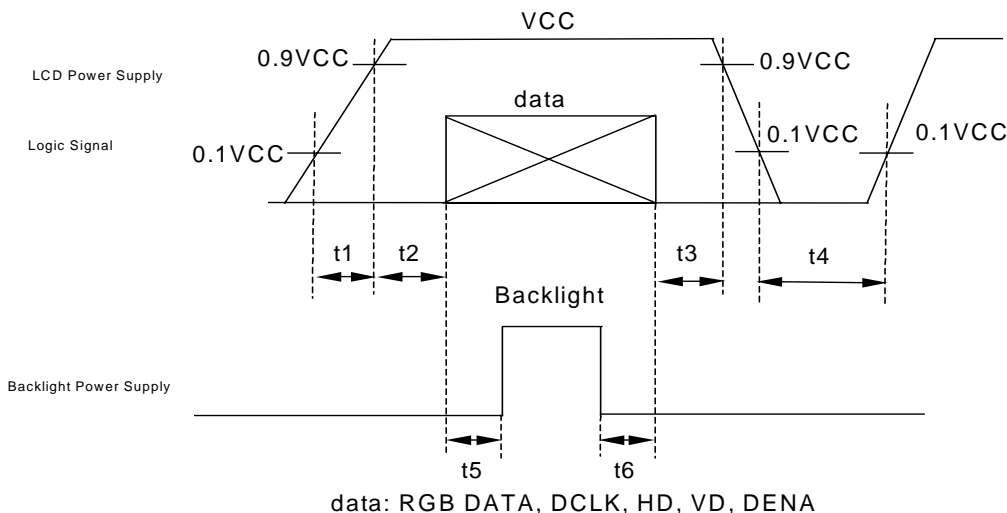 VCC
0.9VCC
0.9VCC
LCD Power Supply
data
Logic Signal
0.1VCC
0.1VCC
0.1VCC
t1
t2
t3
t4
Backlight
Backlight Power Supply
t5
t6
data: RGB DATA, DCLK, HD, VD, DENA